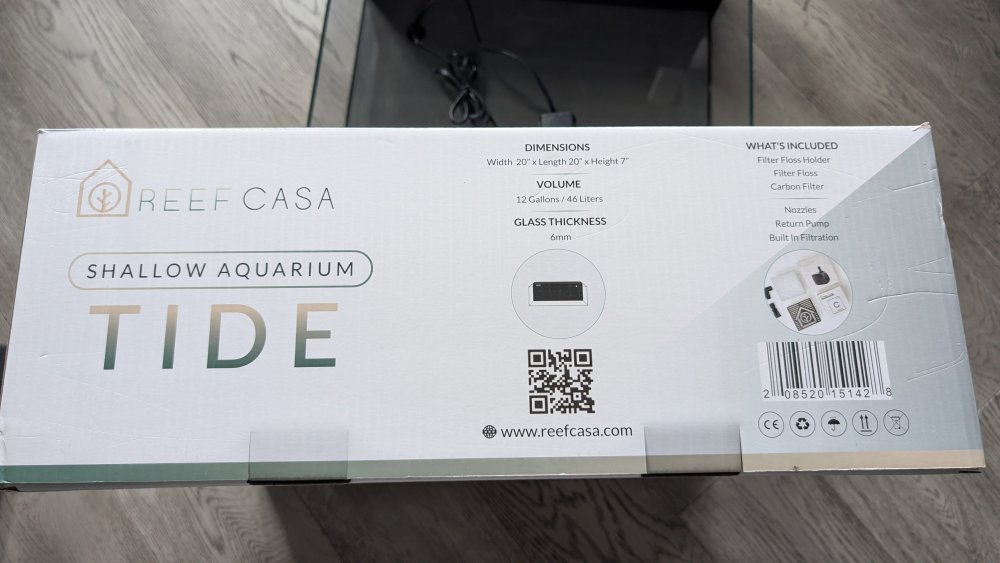 REEF CASA
SHALLOW AQUARIUM
TIDE
DIMENSIONS
Width 20" x Length 20" x Height 7"
VOLUME
12 Gallons / 46 Liters
GLASS THICKNESS
6mm
www.reefcasa.com
WHAT'S INCLUDED
Filter Floss Holder
Filter Floss
Carbon Filter
Nozzles
Return Pump
Built In Filtration
C
2 08520 15142 8
CE